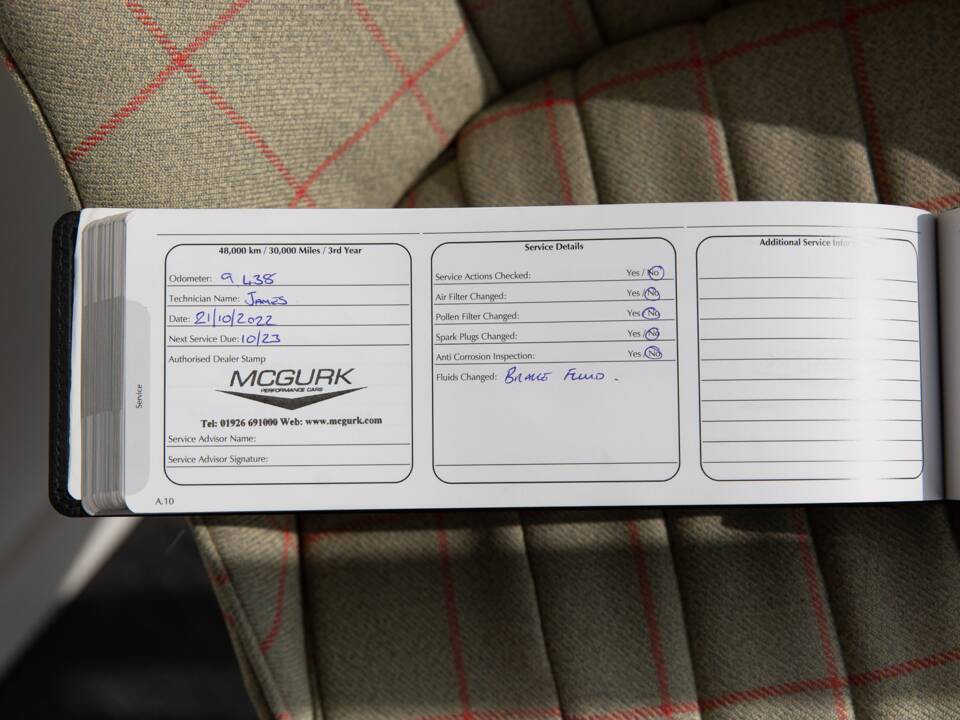 48,000 km / 30,000 Miles / 3rd Year
Odometer: 9,438
Technician Name: James
Date: 21/10/2022
Next Service Due: 10/23
Authorised Dealer Stamp
MCGURK
PERFORMANCE CARS
Tel: 01926 691000 Web: www.mcgurk.com
Service Advisor Name:
Service Advisor Signature:
Service Details
Service Actions Checked: Yes / No
Air Filter Changed: Yes / No
Pollen Filter Changed: Yes / No
Spark Plugs Changed: Yes / No
Anti Corrosion Inspection: Yes / No
Fluids Changed: BRAKE FLUID.
Additional Service
Service
A.10